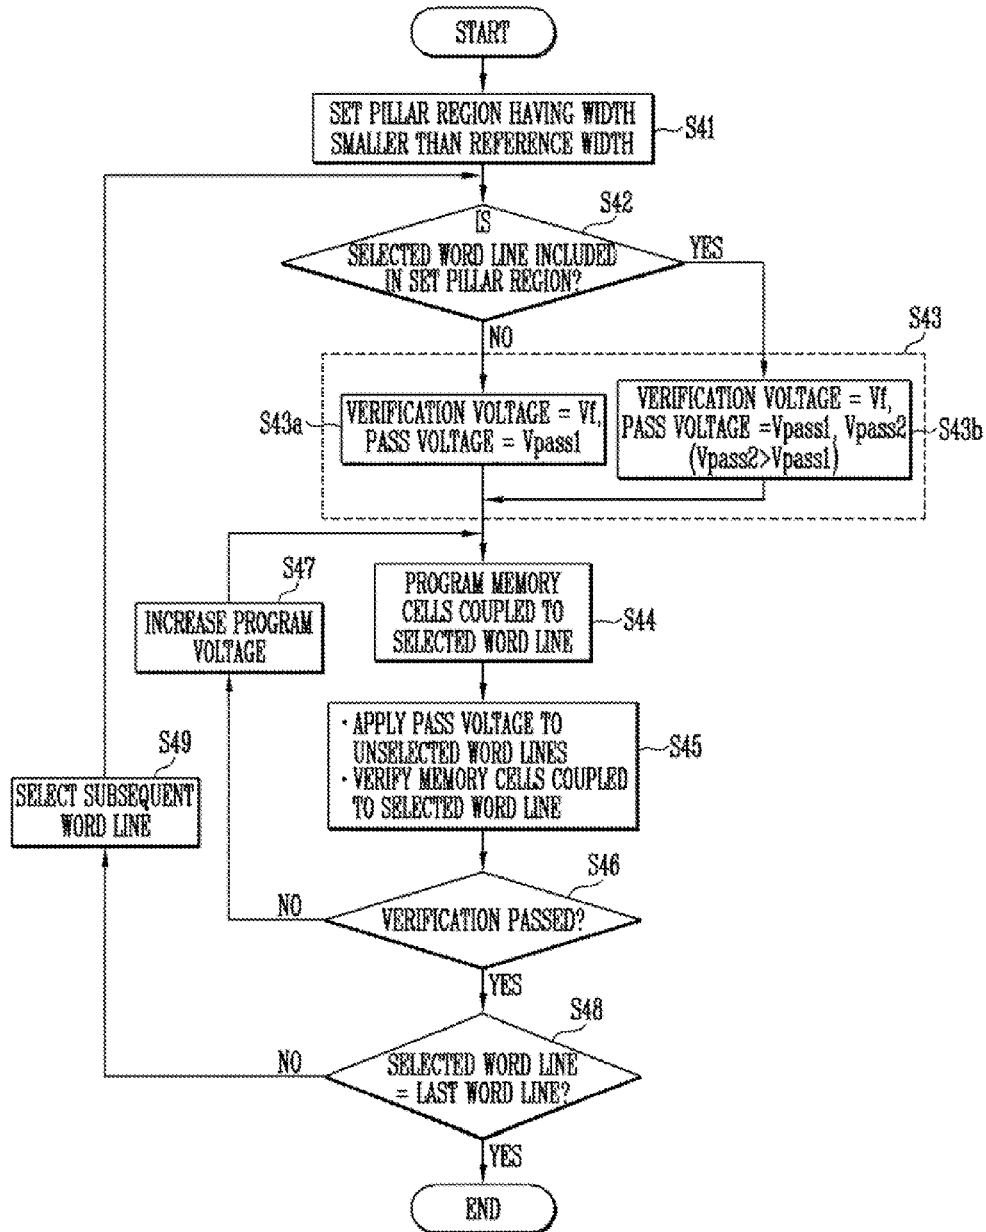 START
SET PILLAR REGION HAVING WIDTH
SMALLER THAN REFERENCE WIDTH
S41
S42
IS
SELECTED WORD LINE INCLUDED
IN SET PILLAR REGION?
YES
NO
S43
S43a
VERIFICATION VOLTAGE = Vf,
PASS VOLTAGE = Vpass1
VERIFICATION VOLTAGE = Vf,
PASS VOLTAGE =Vpass1, Vpass2
(Vpass2>Vpass1)
S43b
S47
INCREASE PROGRAM
VOLTAGE
PROGRAM MEMORY
CELLS COUPLED TO
SELECTED WORD LINE
S44
· APPLY PASS VOLTAGE TO
UNSELECTED WORD LINES
· VERIFY MEMORY CELLS COUPLED
TO SELECTED WORD LINE
S45
S49
SELECT SUBSEQUENT
WORD LINE
S46
NO
VERIFICATION PASSED?
YES
S48
NO
SELECTED WORD LINE
= LAST WORD LINE?
YES
END